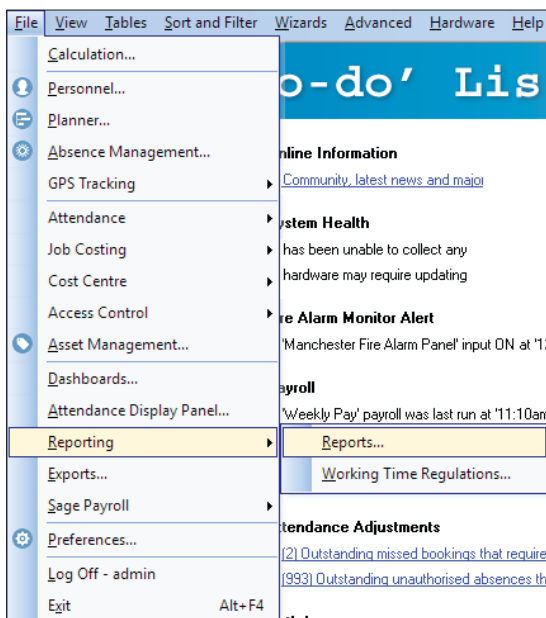 File View Tables Sort and Filter Wizards Advanced Hardware Help
Calculation...
Personnel...
Planner...
Absence Management...
GPS Tracking
Attendance
Job Costing
Cost Centre
Access Control
Asset Management...
Dashboards...
Attendance Display Panel...
Reporting
Exports...
Sage Payroll
Preferences...
Log Off - admin
Exit Alt+F4
Reports...
Working Time Regulations...
o-do’ Lis
nline Information
Community, latest news and major
ystem Health
has been unable to collect any
hardware may require updating
re Alarm Monitor Alert
'Manchester Fire Alarm Panel' input ON at '1
ayroll
'Weekly Pay' payroll was last run at '11:10am
ttendance Adjustments
(2) Outstanding missed bookings that require
(993) Outstanding unauthorised absences th